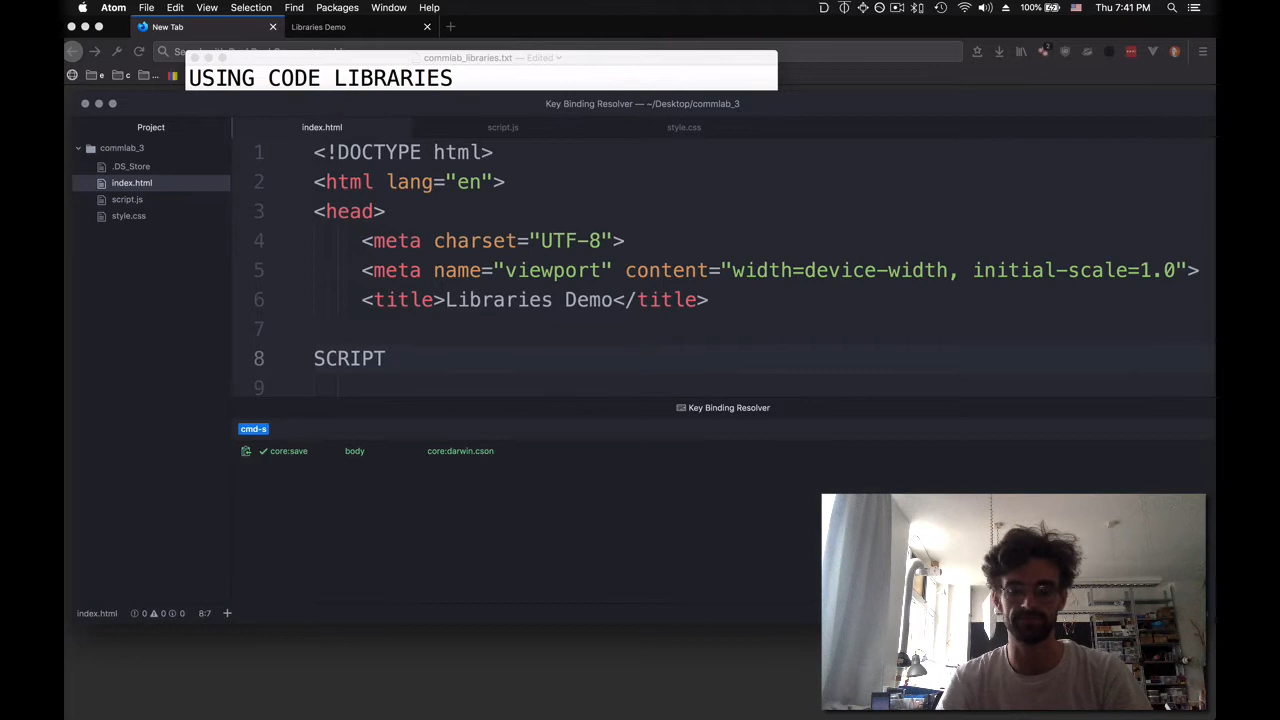 Atom File Edit View Selection Find Packages Window Help
100% Thu 7:41 PM
New Tab
Libraries Demo
commlab_libraries.txt — Edited
USING CODE LIBRARIES
Key Binding Resolver — ~/Desktop/commlab_3
Project
index.html
script.js
style.css
commlab_3
.DS_Store
index.html
script.js
style.css
1 <!DOCTYPE html>
2 <html lang="en">
3 <head>
4 <meta charset="UTF-8">
5 <meta name="viewport" content="width=device-width, initial-scale=1.0">
6 <title>Libraries Demo</title>
7
8 SCRIPT
9
Key Binding Resolver
cmd-s
core:save body core:darwin.cson
index.html 0 0 0 8:7